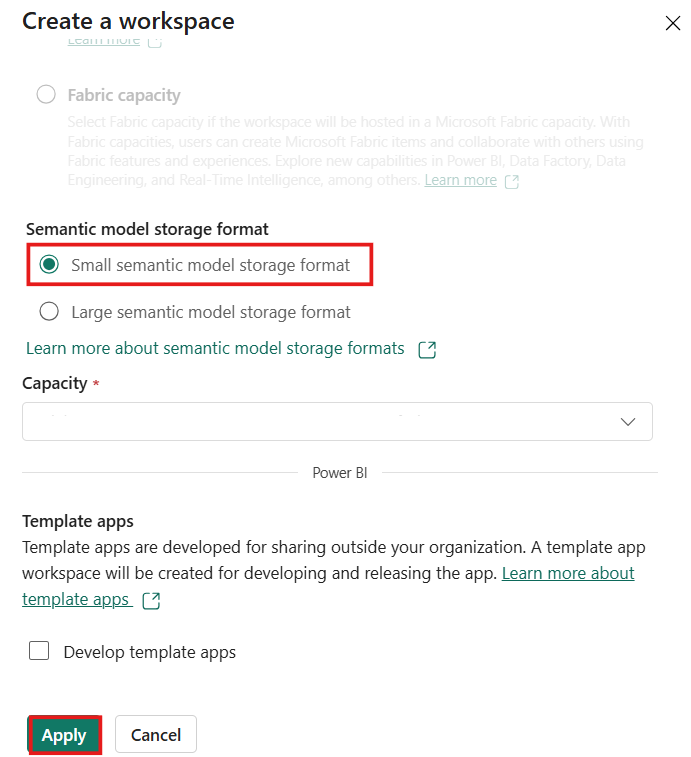 Create a workspace
Learn more
Fabric capacity
Select Fabric capacity if the workspace will be hosted in a Microsoft Fabric capacity. With
Fabric capacities, users can create Microsoft Fabric items and collaborate with others using
Fabric features and experiences. Explore new capabilities in Power BI, Data Factory, Data
Engineering, and Real-Time Intelligence, among others. Learn more
Semantic model storage format
Small semantic model storage format
Large semantic model storage format
Learn more about semantic model storage formats
Capacity *
Power BI
Template apps
Template apps are developed for sharing outside your organization. A template app
workspace will be created for developing and releasing the app. Learn more about
template apps
Develop template apps
Apply Cancel